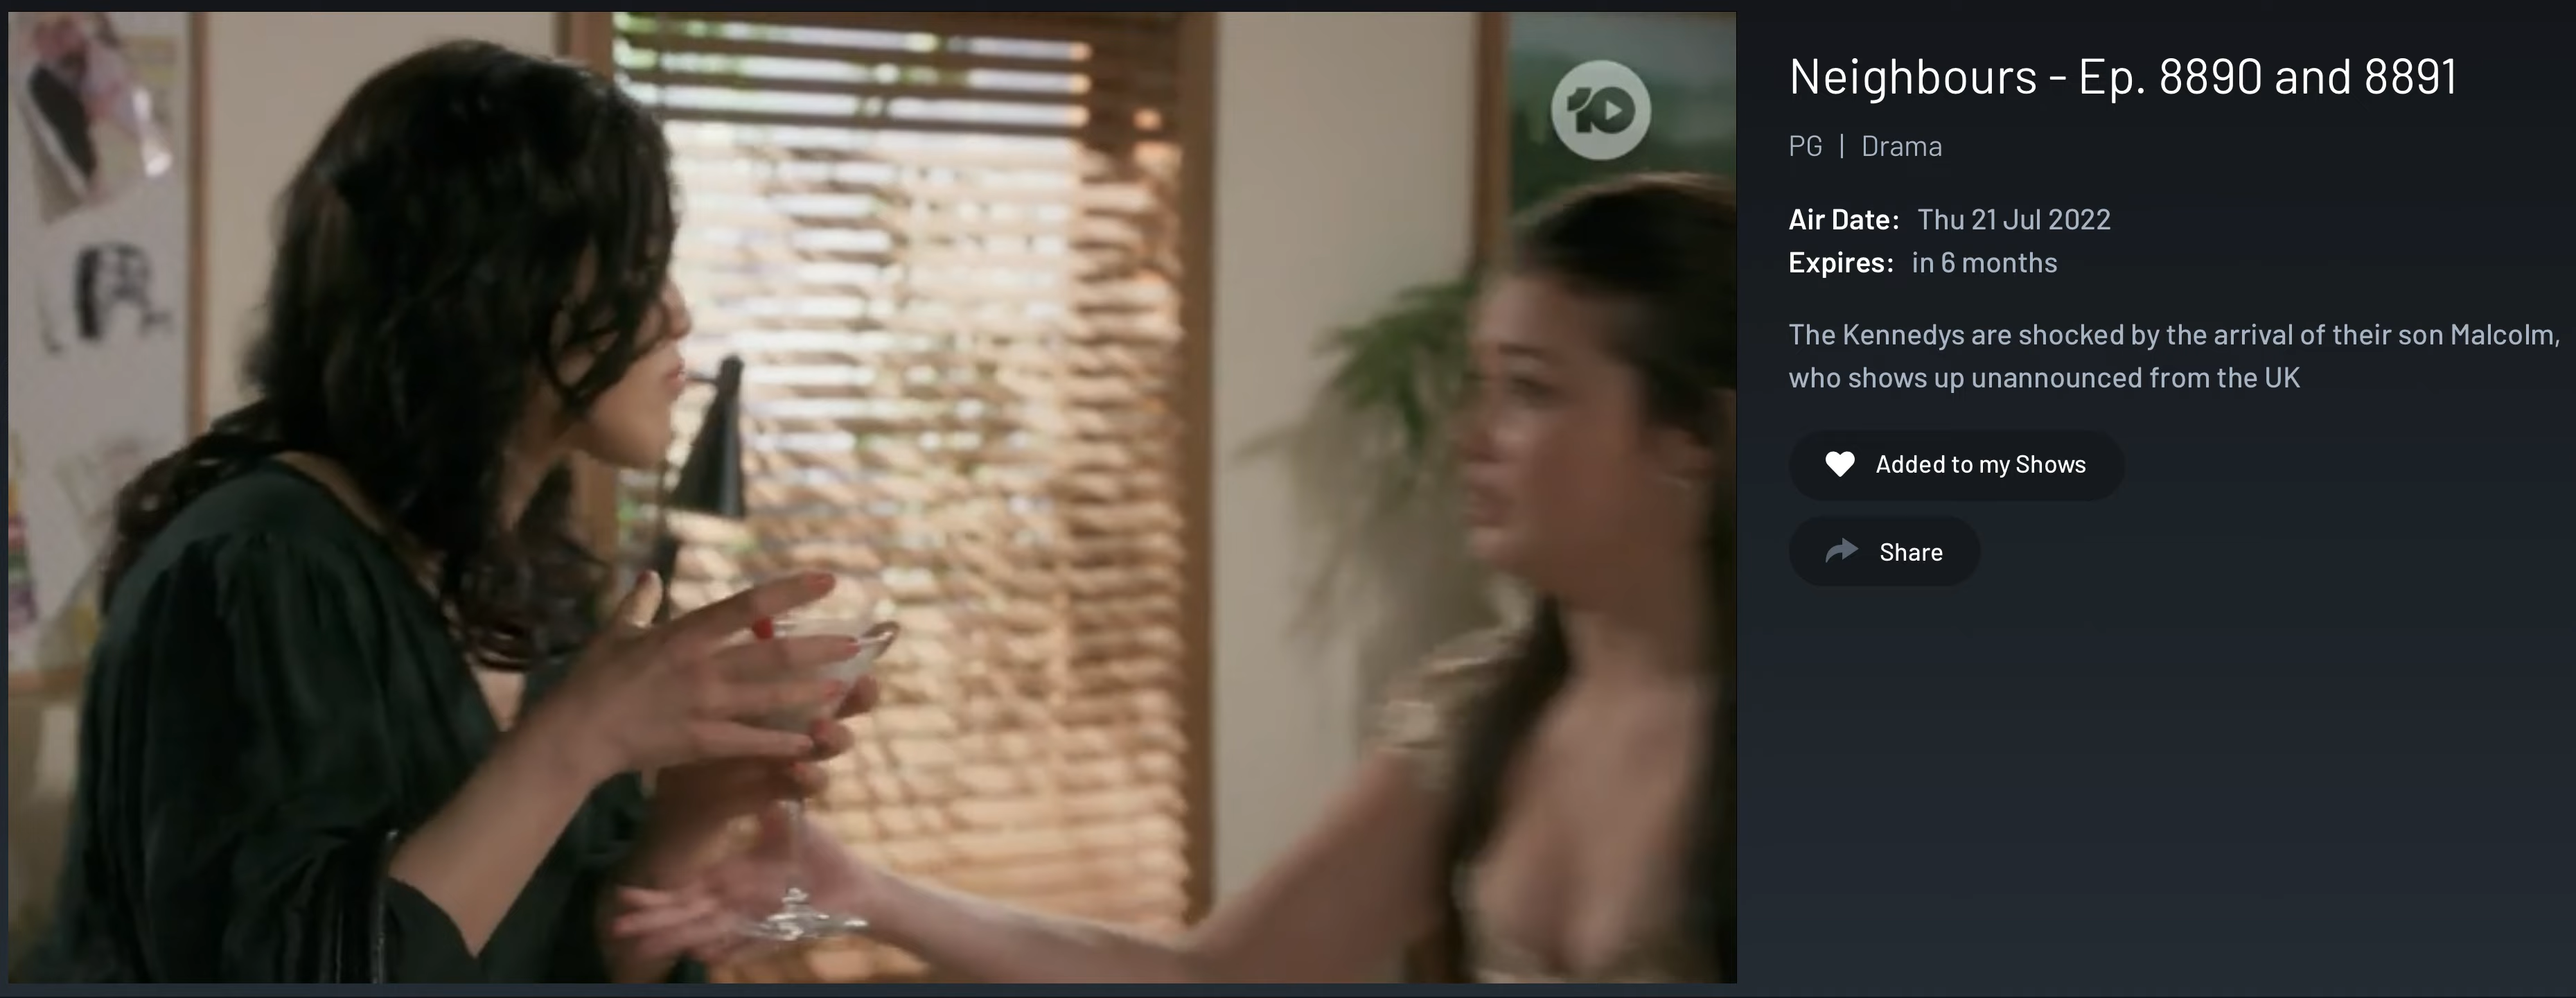 10
Neighbours - Ep. 8890 and 8891
PG | Drama
Air Date: Thu 21 Jul 2022
Expires: in 6 months
The Kennedys are shocked by the arrival of their son Malcolm,
who shows up unannounced from the UK
Added to my Shows
Share